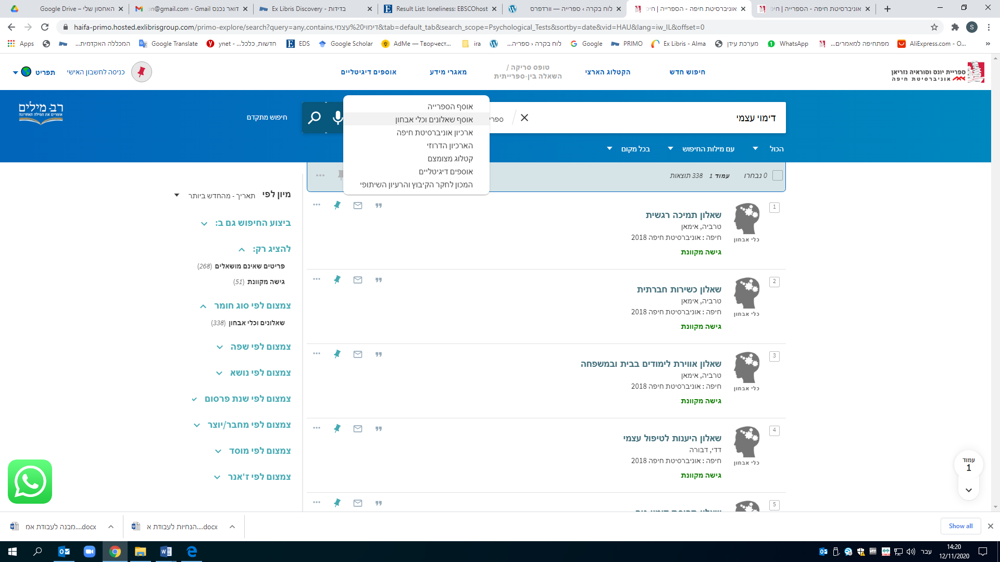 האחסון שלי – Google Drive
דואר נכנס - on@gmail.com - Gmail
בדידות - Ex Libris Discovery
Result List: loneliness: EBSCOhost
לוח בקרה ‹ ספרייה — וורדפרס
אוניברסיטת חיפה - הספרייה | חיפ
אוניברסיטת חיפה - הספרייה | חיפ
haifa-primo.hosted.exlibrisgroup.com/primo-explore/search?query=any,contains,דימוי%20עצמי&tab=default_tab&search_scope=Psychological_Tests&sortby=date&vid=HAU&lang=iw_IL&offset=0
S
Apps
המכללה האקדמית...
Google Translate
ynet - חדשות, כלכל...
EDS
Google Scholar
AdMe — Творчест...
ira
לוח בקרה ‹ ספריה...
Google
PRIMO
Ex Libris - Alma
מערכת עידן
WhatsApp
מפתחיפה למאמרים...
AliExpress.com - O...
»
ספריית יונס וסוראיה נזריאן
אוניברסיטת חיפה
חיפוש חדש
הקטלוג הארצי
טופס סריקה /
השאלה בין-ספרייתית
מאגרי מידע
אוספים דיגיטליים
כניסה לחשבון האישי
תפריט
דימוי עצמי
ספרי
חיפוש מתקדם
רב-מילים
אומרים את המילה האחרונה
אוסף הספרייה
אוסף שאלונים וכלי אבחון
ארכיון אוניברסיטת חיפה
הארכיון הדרוזי
קטלוג מצומצם
אוספים דיגיטליים
המכון לחקר הקיבוץ והרעיון השיתופי
הכול
עם מילות החיפוש
בכל מקום
0 נבחרו
עמוד 1
338 תוצאות
1
שאלון תמיכה רגשית
טרביה, אימאן
חיפה : אוניברסיטת חיפה 2018
גישה מקוונת
כלי אבחון
2
שאלון כשירות חברתית
טרביה, אימאן
חיפה : אוניברסיטת חיפה 2018
גישה מקוונת
כלי אבחון
3
שאלון אווירת לימודים בבית ובמשפחה
טרביה, אימאן
חיפה : אוניברסיטת חיפה 2018
גישה מקוונת
כלי אבחון
4
שאלון היענות לטיפול עצמי
דדי, דבורה
חיפה : אוניברסיטת חיפה 2018
גישה מקוונת
כלי אבחון
5
מיון לפי תאריך - מהחדש ביותר
ביצוע החיפוש גם ב:
להציג רק:
פריטים שאינם מושאלים (268)
גישה מקוונת (51)
צמצום לפי סוג חומר
שאלונים וכלי אבחון (338)
צמצום לפי שפה
צמצום לפי נושא
צמצום לפי שנת פרסום
צמצום לפי מחבר/יוצר
צמצום לפי מוסד
צמצום לפי ז'אנר
עמוד
1
מבנה לעבודת אמ....docx
הנחיות לעבודת א....docx
Show all
עבר
14:20
12/11/2020